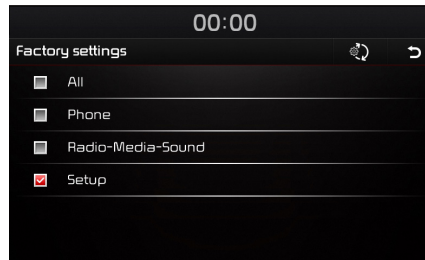 00:00
Factory settings
All
Phone
Radio-Media-Sound
Setup